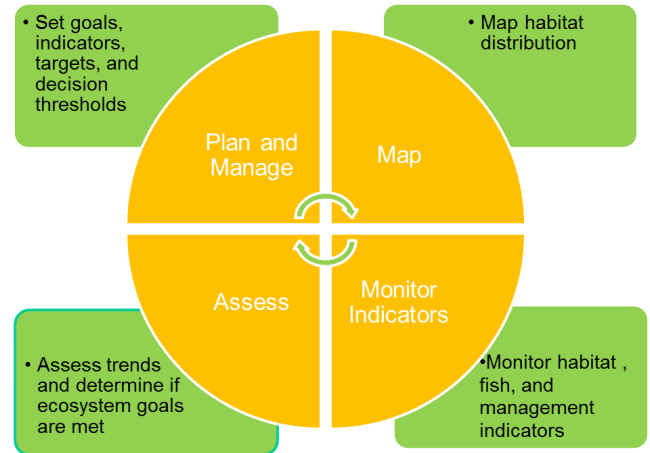 • Set goals,
indicators,
targets, and
decision
thresholds
• Map habitat
distribution
Plan and
Manage
Map
Assess
Monitor
Indicators
• Assess trends
and determine if
ecosystem goals
are met
•Monitor habitat ,
fish, and
management
indicators